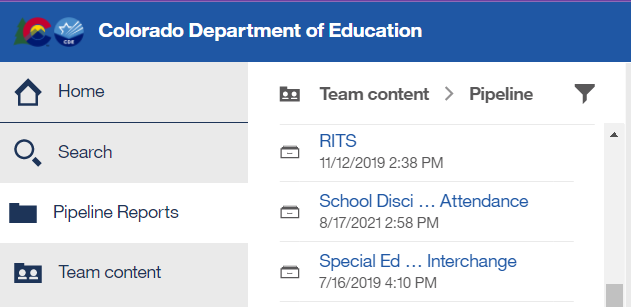 CDE
Colorado Department of Education
Home
Search
Pipeline Reports
Team content
Team content > Pipeline
RITS
11/12/2019 2:38 PM
School Disci ... Attendance
8/17/2021 2:58 PM
Special Ed ... Interchange
7/16/2019 4:10 PM